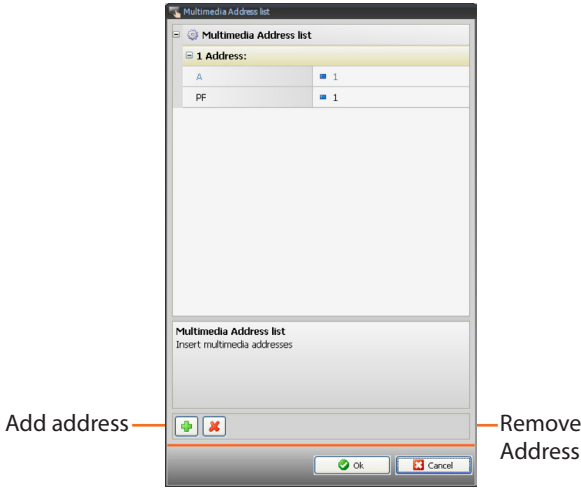 Multimedia Address list
Multimedia Address list
1 Address:
A 1
PF 1
Multimedia Address list
Insert multimedia addresses
Add address
Remove
Address
Ok Cancel